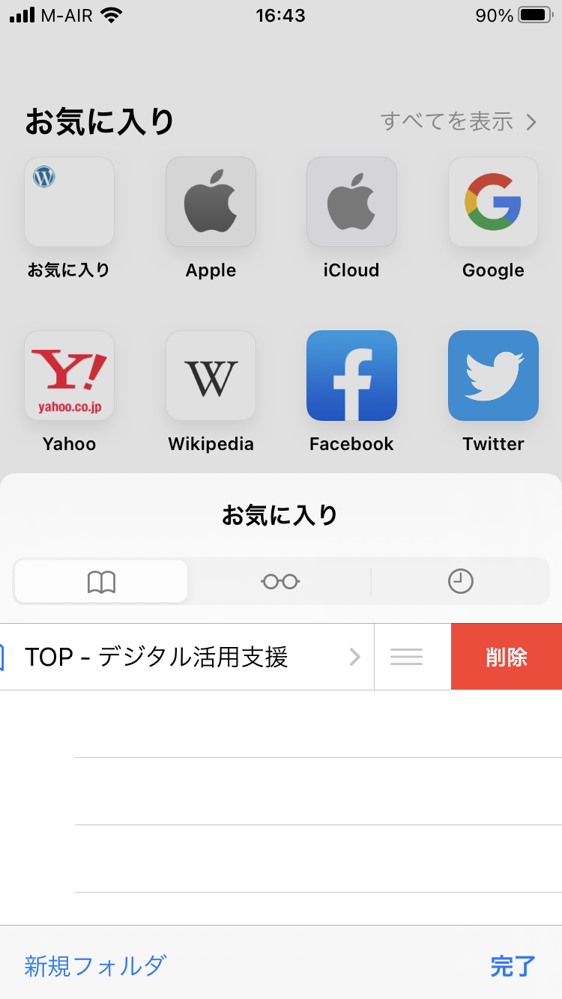 M-AIR 16:43 90%
お気に入り すべてを表示
お気に入り Apple iCloud Google
yahoo.co.jp
Yahoo Wikipedia Facebook Twitter
お気に入り
TOP - デジタル活用支援 削除
新規フォルダ 完了